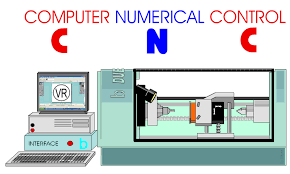 COMPUTER NUMERICAL CONTROL
C N C
VR
INTERFACE b